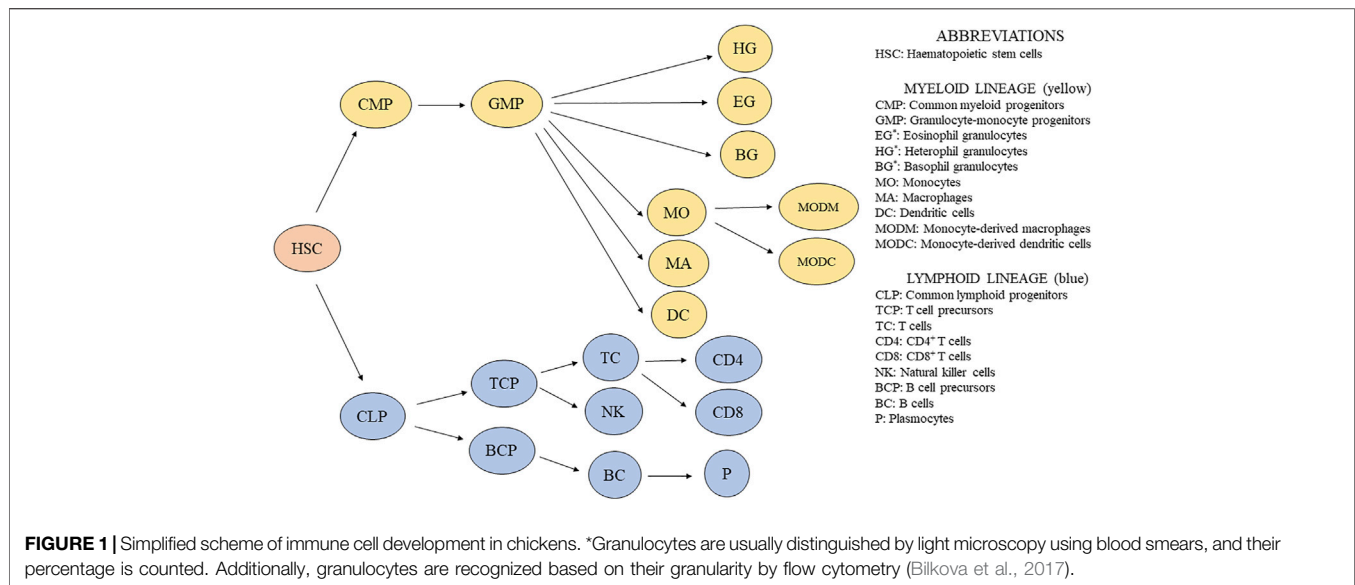 HG
EG
BG
CMP
GMP
MO
MODM
MODC
MA
DC
HSC
CLP
TCP
TC
CD4
NK
CD8
BCP
BC
P
ABBREVIATIONS
HSC: Haematopoietic stem cells
MYELOID LINEAGE (yellow)
CMP: Common myeloid progenitors
GMP: Granulocyte-monocyte progenitors
EG*: Eosinophil granulocytes
HG*: Heterophil granulocytes
BG*: Basophil granulocytes
MO: Monocytes
MA: Macrophages
DC: Dendritic cells
MODM: Monocyte-derived macrophages
MODC: Monocyte-derived dendritic cells
LYMPHOID LINEAGE (blue)
CLP: Common lymphoid progenitors
TCP: T cell precursors
TC: T cells
CD4: CD4⁺ T cells
CD8: CD8⁺ T cells
NK: Natural killer cells
BCP: B cell precursors
BC: B cells
P: Plasmocytes
FIGURE 1 | Simplified scheme of immune cell development in chickens. *Granulocytes are usually distinguished by light microscopy using blood smears, and their
percentage is counted. Additionally, granulocytes are recognized based on their granularity by flow cytometry (Bilkova et al., 2017).